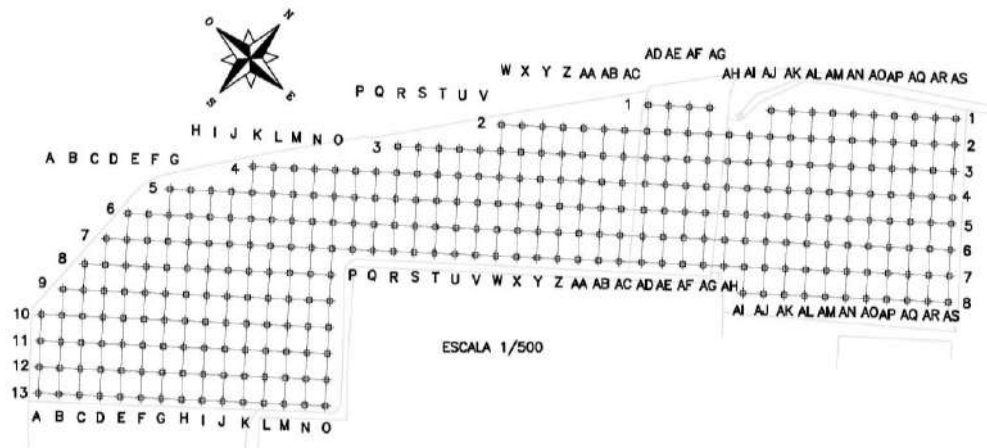 N
O
S
E
AD AE AF AG
W X Y Z AA AB AC
AH AI AJ AK AL AM AN AO AP AQ AR AS
P Q R S T U V
1
1
2
2
H I J K L M N O
3
3
A B C D E F G
4
4
5
5
6
6
7
7
8
8
P Q R S T U V W X Y Z AA AB AC AD AE AF AG AH
AI AJ AK AL AM AN AO AP AQ AR AS
9
10
11
12
13
ESCALA 1/500
A B C D E F G H I J K L M N O